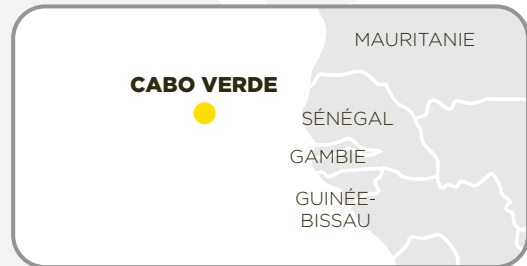 MAURITANIE
CABO VERDE
SÉNÉGAL
GAMBIE
GUINÉE-
BISSAU